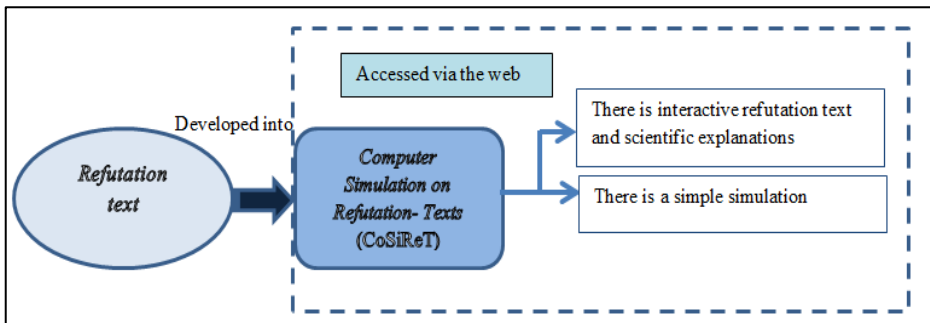 Refutation
text
Developed into
Accessed via the web
Computer
Simulation on
Refutation- Texts
(CoSiReT)
There is interactive refutation text
and scientific explanations
There is a simple simulation